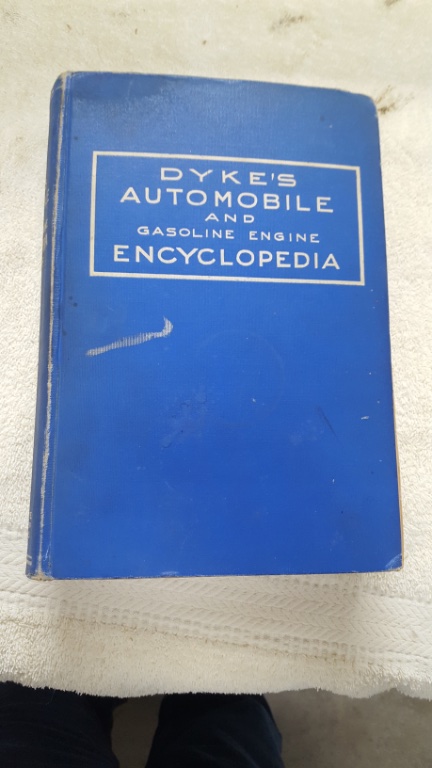 DYKE'S
AUTOMOBILE
AND
GASOLINE ENGINE
ENCYCLOPEDIA